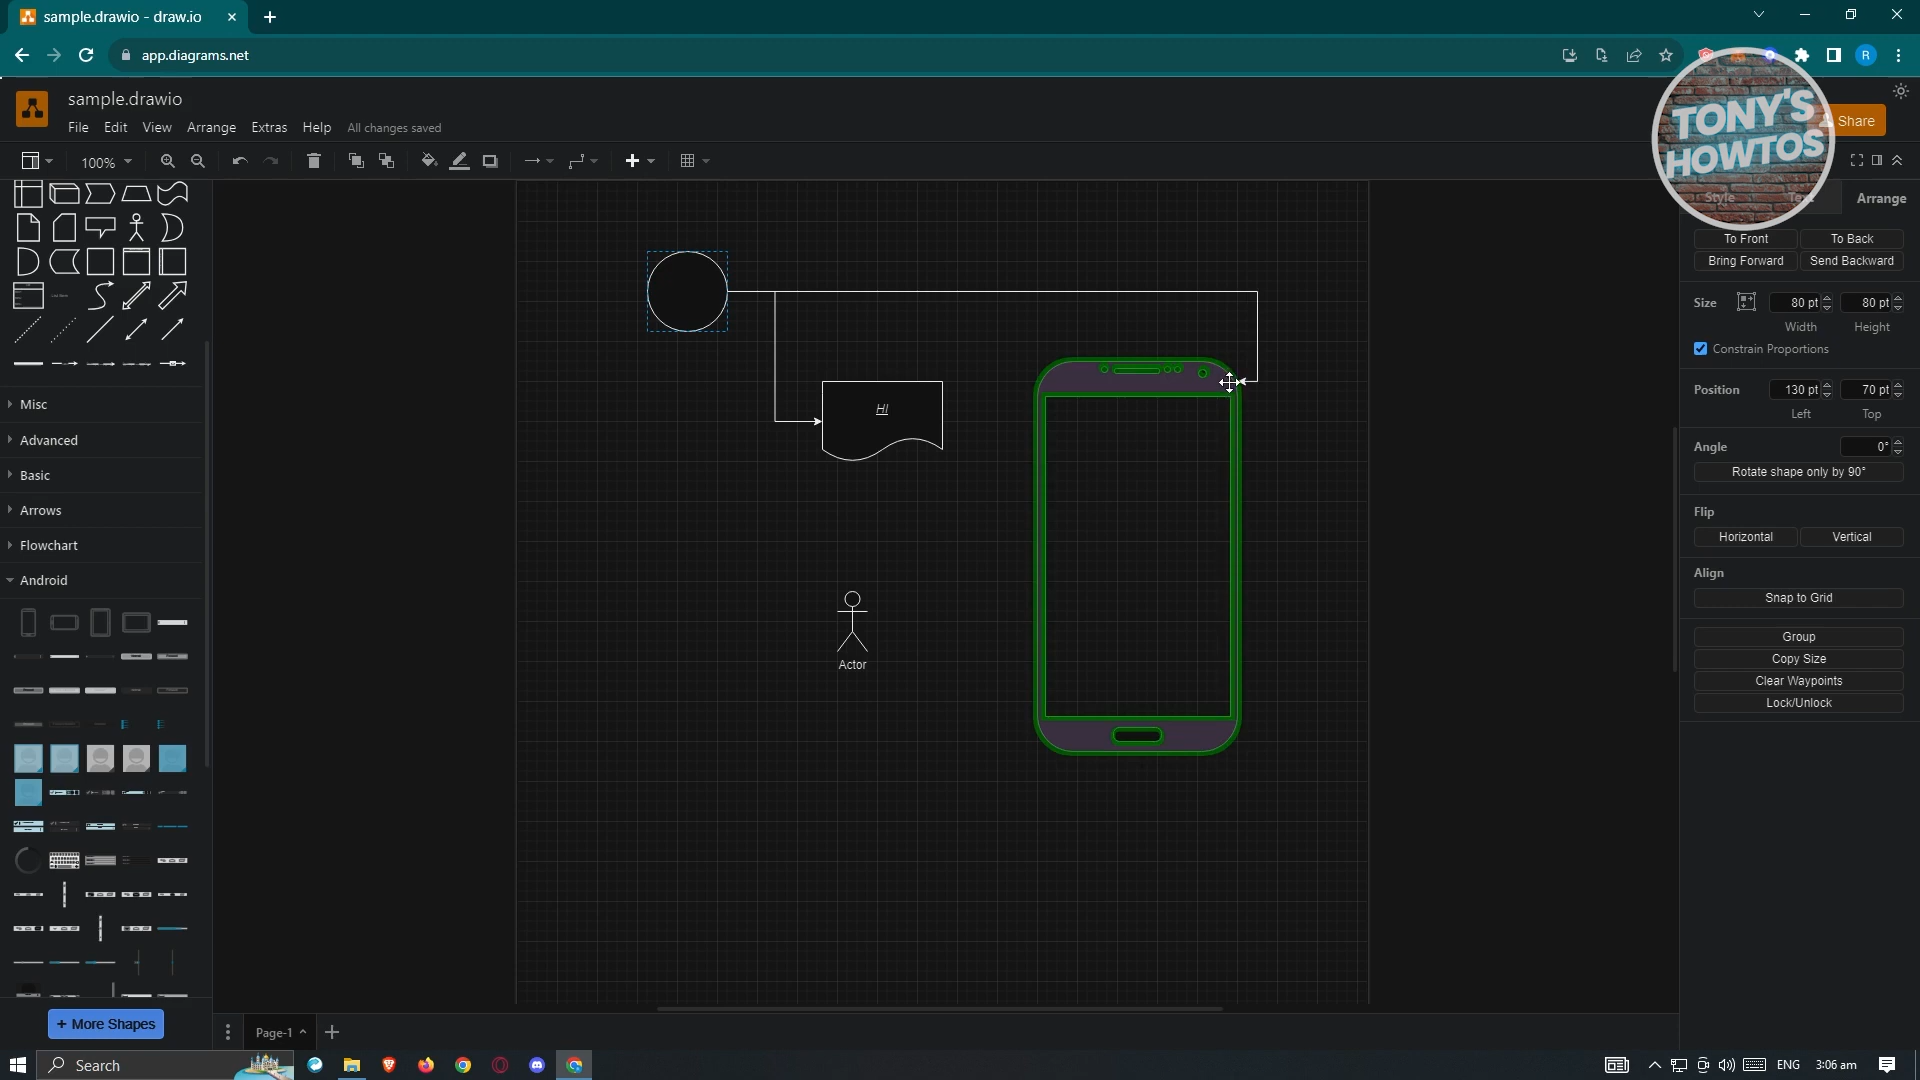 sample.drawio - draw.io
app.diagrams.net
R
sample.drawio
File Edit View Arrange Extras Help All changes saved
Share
TONY'S
HOWTOS
100%
Style
Arrange
To Front To Back
Bring Forward Send Backward
Size 80 pt 80 pt
Width Height
Constrain Proportions
Position 130 pt 70 pt
Left Top
Angle 0°
Rotate shape only by 90°
Flip
Horizontal Vertical
Align
Snap to Grid
Group
Copy Size
Clear Waypoints
Lock/Unlock
List Item
Misc
Advanced
Basic
Arrows
Flowchart
Android
HI
Actor
+ More Shapes
Page-1
Search
ENG 3:06 am